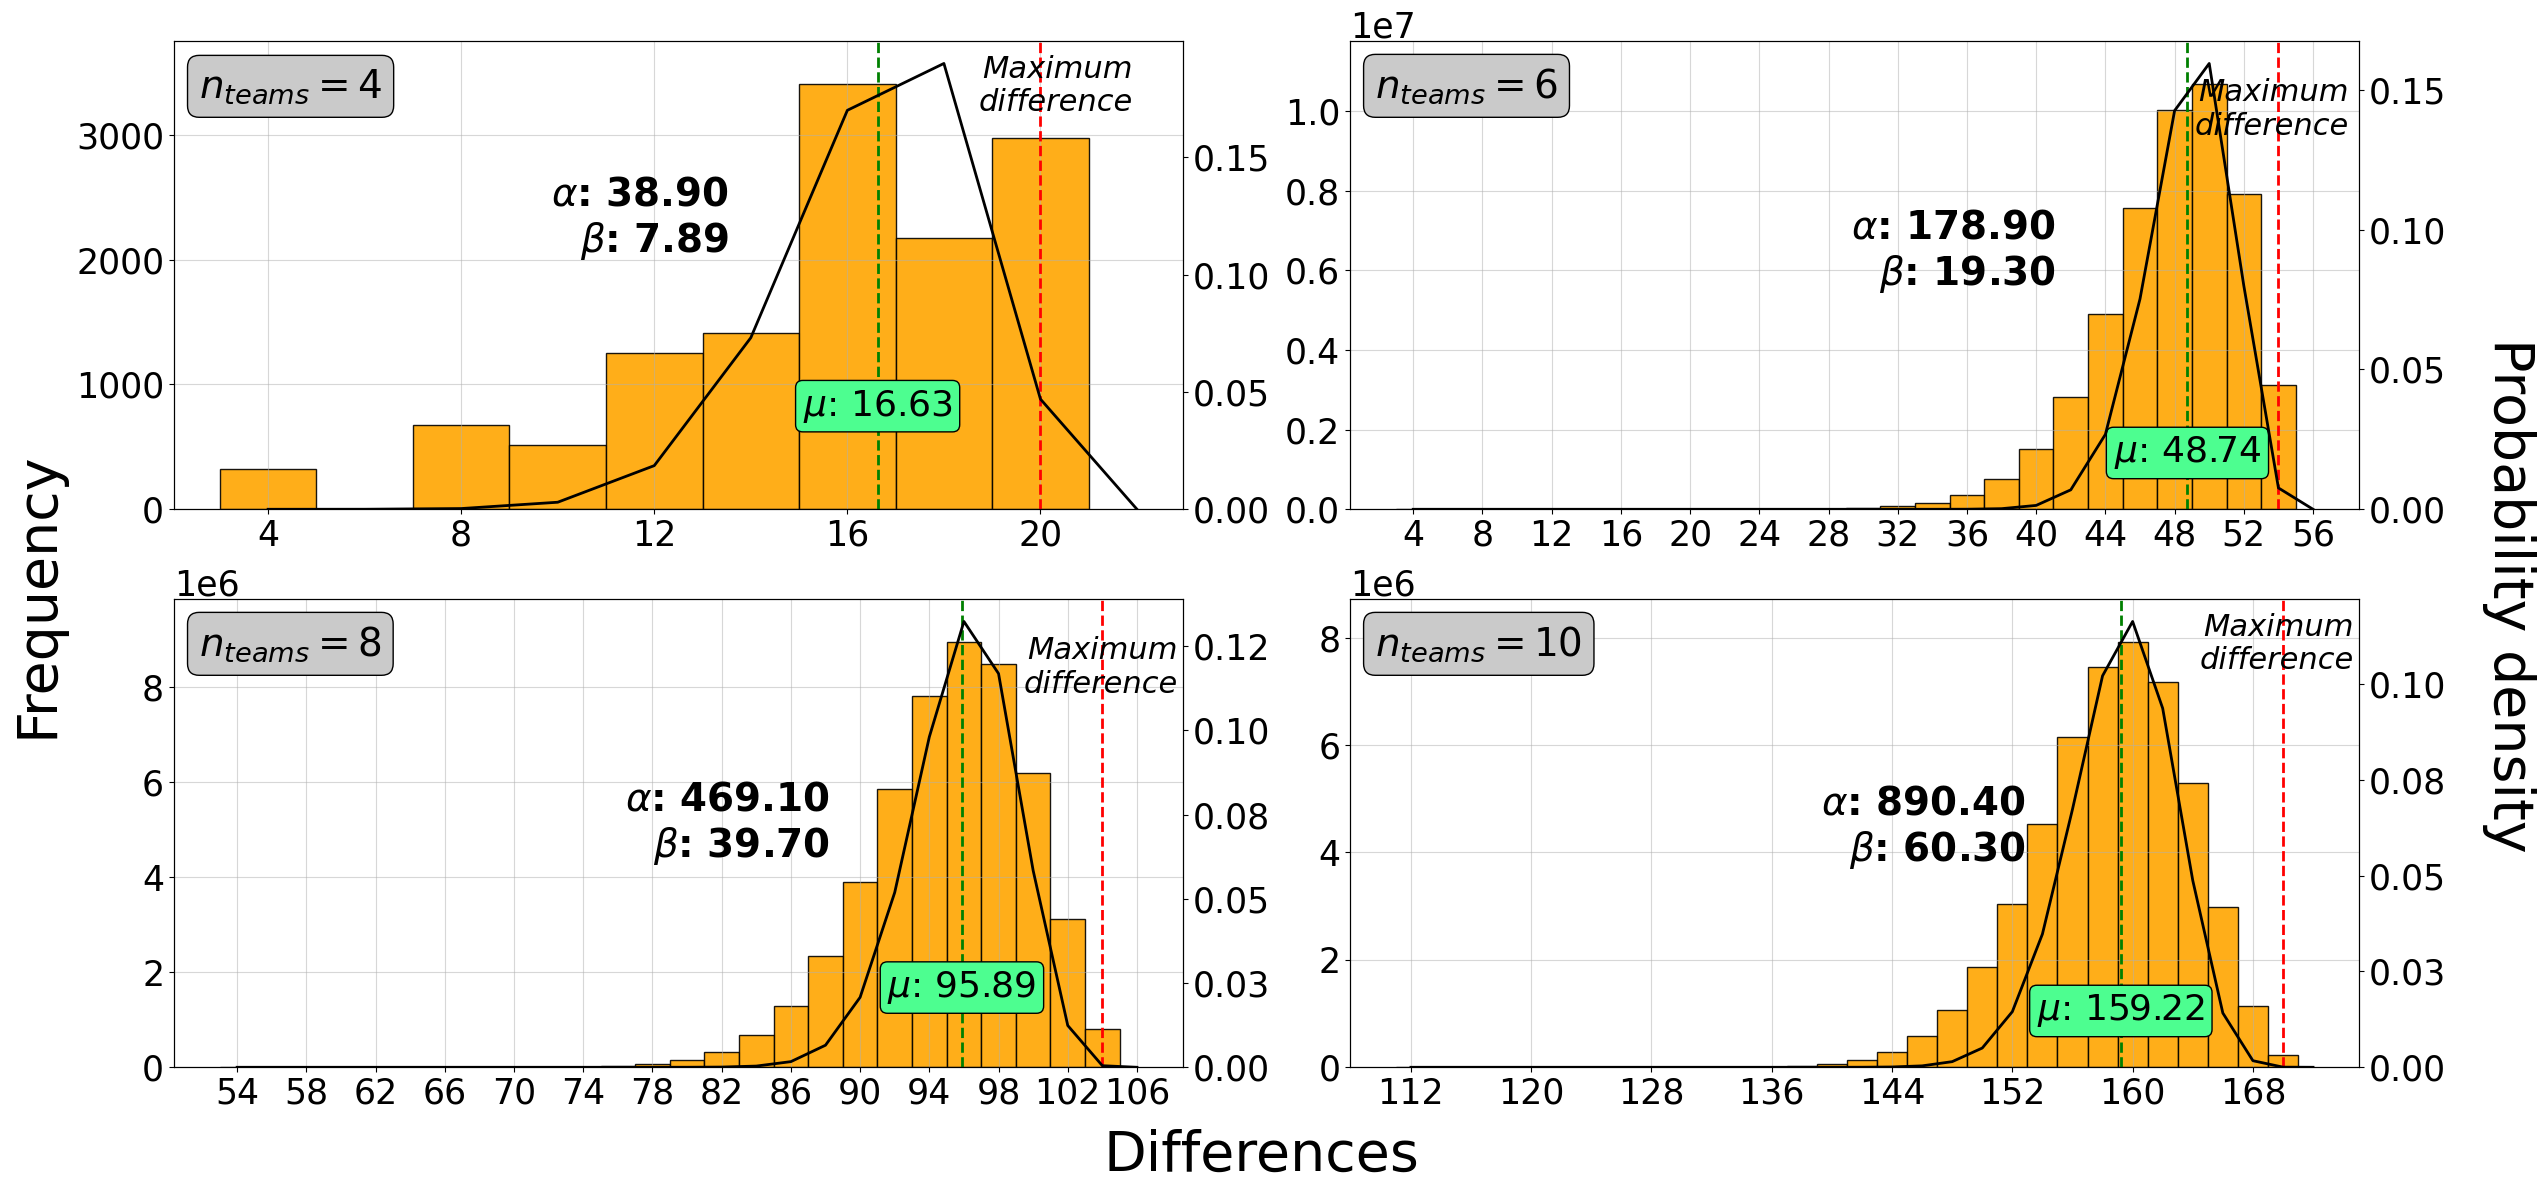 Frequency
n_teams = 4
Maximum
difference
α: 38.90
β: 7.89
μ: 16.63
0
1000
2000
3000
4 8 12 16 20
0.00
0.05
0.10
0.15
1e7
n_teams = 6
Maximum
difference
α: 178.90
β: 19.30
μ: 48.74
0.0
0.2
0.4
0.6
0.8
1.0
4 8 12 16 20 24 28 32 36 40 44 48 52 56
0.00
0.05
0.10
0.15
1e6
n_teams = 8
Maximum
difference
α: 469.10
β: 39.70
μ: 95.89
0
2
4
6
8
54 58 62 66 70 74 78 82 86 90 94 98 102 106
0.00
0.03
0.05
0.08
0.10
0.12
1e6
n_teams = 10
Maximum
difference
α: 890.40
β: 60.30
μ: 159.22
0
2
4
6
8
112 120 128 136 144 152 160 168
0.00
0.03
0.05
0.08
0.10
Probability density
Differences